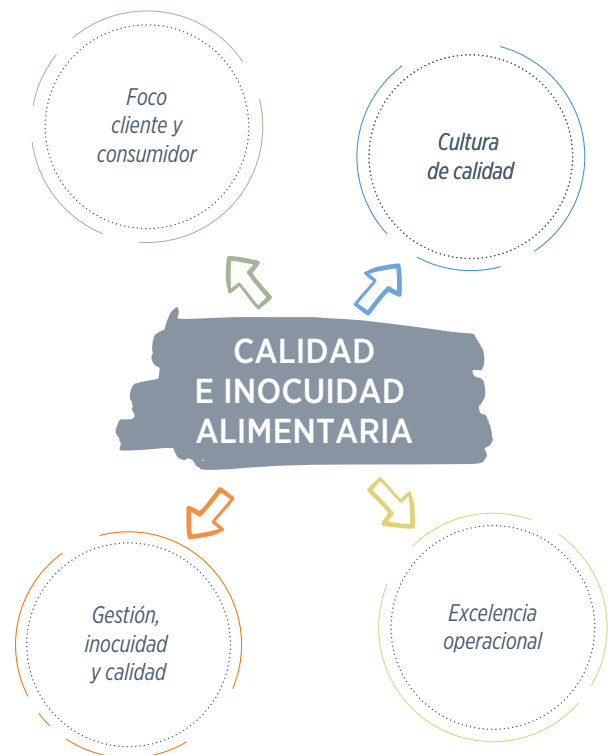 Foco
cliente y
consumidor
Cultura
de calidad
CALIDAD
E INOCUIDAD
ALIMENTARIA
Gestión,
inocuidad
y calidad
Excelencia
operacional